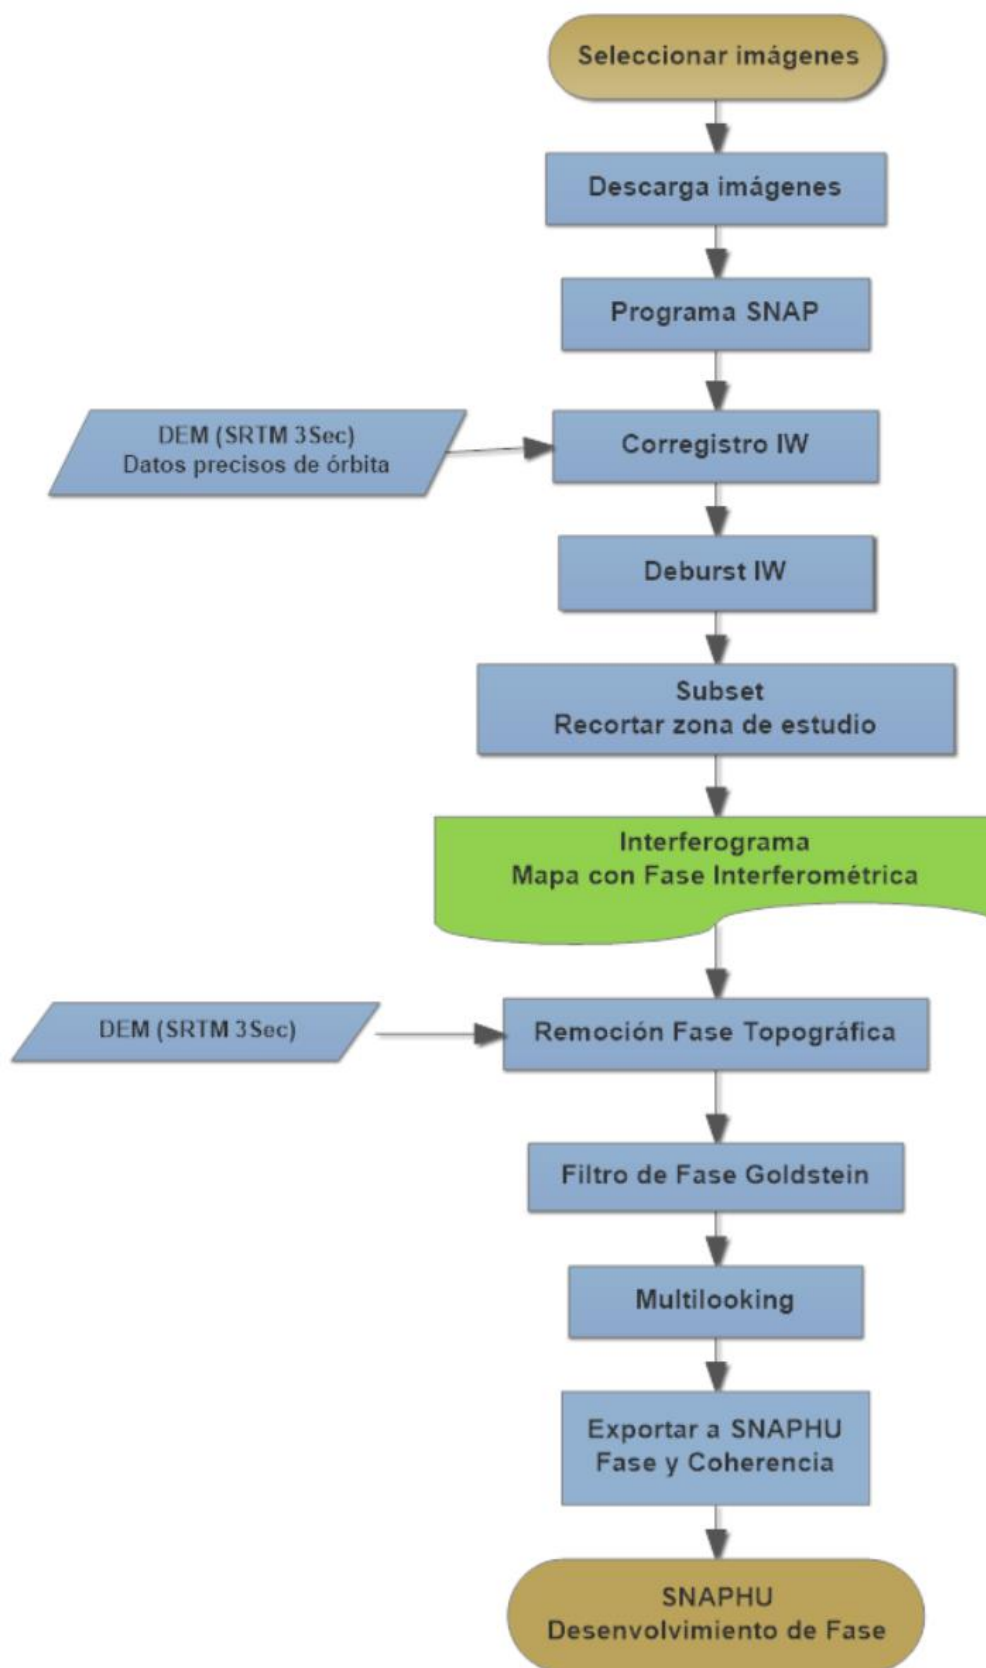 Seleccionar imágenes
Descarga imágenes
Programa SNAP
DEM (SRTM 3Sec)
Datos precisos de órbita
Corregistro IW
Deburst IW
Subset
Recortar zona de estudio
Interferograma
Mapa con Fase Interferométrica
DEM (SRTM 3Sec)
Remoción Fase Topográfica
Filtro de Fase Goldstein
Multilooking
Exportar a SNAPHU
Fase y Coherencia
SNAPHU
Desenvolvimiento de Fase